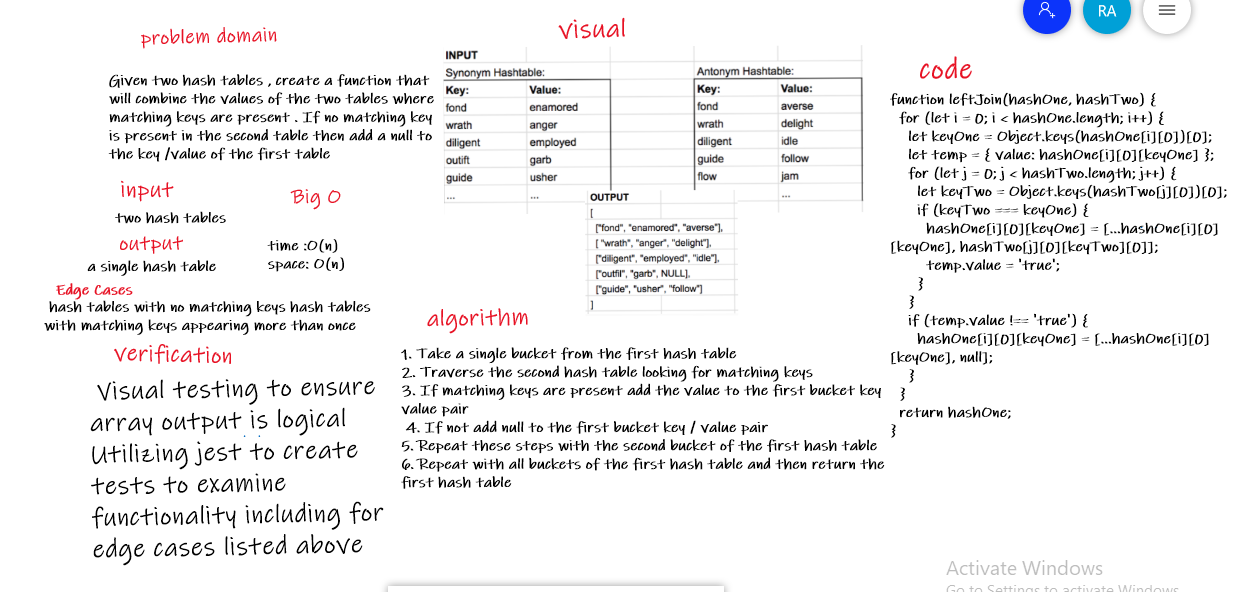 RA
problem domain
Given two hash tables , create a function that
will combine the values of the two tables where
matching keys are present . If no matching key
is present in the second table then add a null to
the key /value of the first table
input
two hash tables
output
a single hash table
Big O
time :O(n)
space: O(n)
Edge Cases
hash tables with no matching keys hash tables
with matching keys appearing more than once
verification
Visual testing to ensure
array output is logical
Utilizing jest to create
tests to examine
functionality including for
edge cases listed above
Visual
INPUT
Synonym Hashtable: Antonym Hashtable:
Key: Value: Key: Value:
fond enamored fond averse
wrath anger wrath delight
diligent employed diligent idle
outift garb guide follow
guide usher flow jam
... ... ...
OUTPUT
[
["fond", "enamored", "averse"],
[ "wrath", "anger", "delight"],
["diligent", "employed", "idle"],
["outfil", "garb", NULL],
["guide", "usher", "follow"]
]
algorithm
1. Take a single bucket from the first hash table
2. Traverse the second hash table looking for matching keys
3. If matching keys are present add the value to the first bucket key
value pair
4. If not add null to the first bucket key / value pair
5. Repeat these steps with the second bucket of the first hash table
6. Repeat with all buckets of the first hash table and then return the
first hash table
code
function leftJoin(hashOne, hashTwo) {
for (let i = 0; i < hashOne.length; i++) {
let keyOne = Object.keys(hashOne[i][0])[0];
let temp = { value: hashOne[i][0][keyOne] };
for (let j = 0; j < hashTwo.length; j++) {
let keyTwo = Object.keys(hashTwo[j][0])[0];
if (keyTwo === keyOne) {
hashOne[i][0][keyOne] = [...hashOne[i][0]
[keyOne], hashTwo[j][0][keyTwo][0]];
temp.value = 'true';
}
}
if (temp.value !== 'true') {
hashOne[i][0][keyOne] = [...hashOne[i][0]
[keyOne], null];
}
}
return hashOne;
}
Activate Windows
Go to Settings to activate Windows.